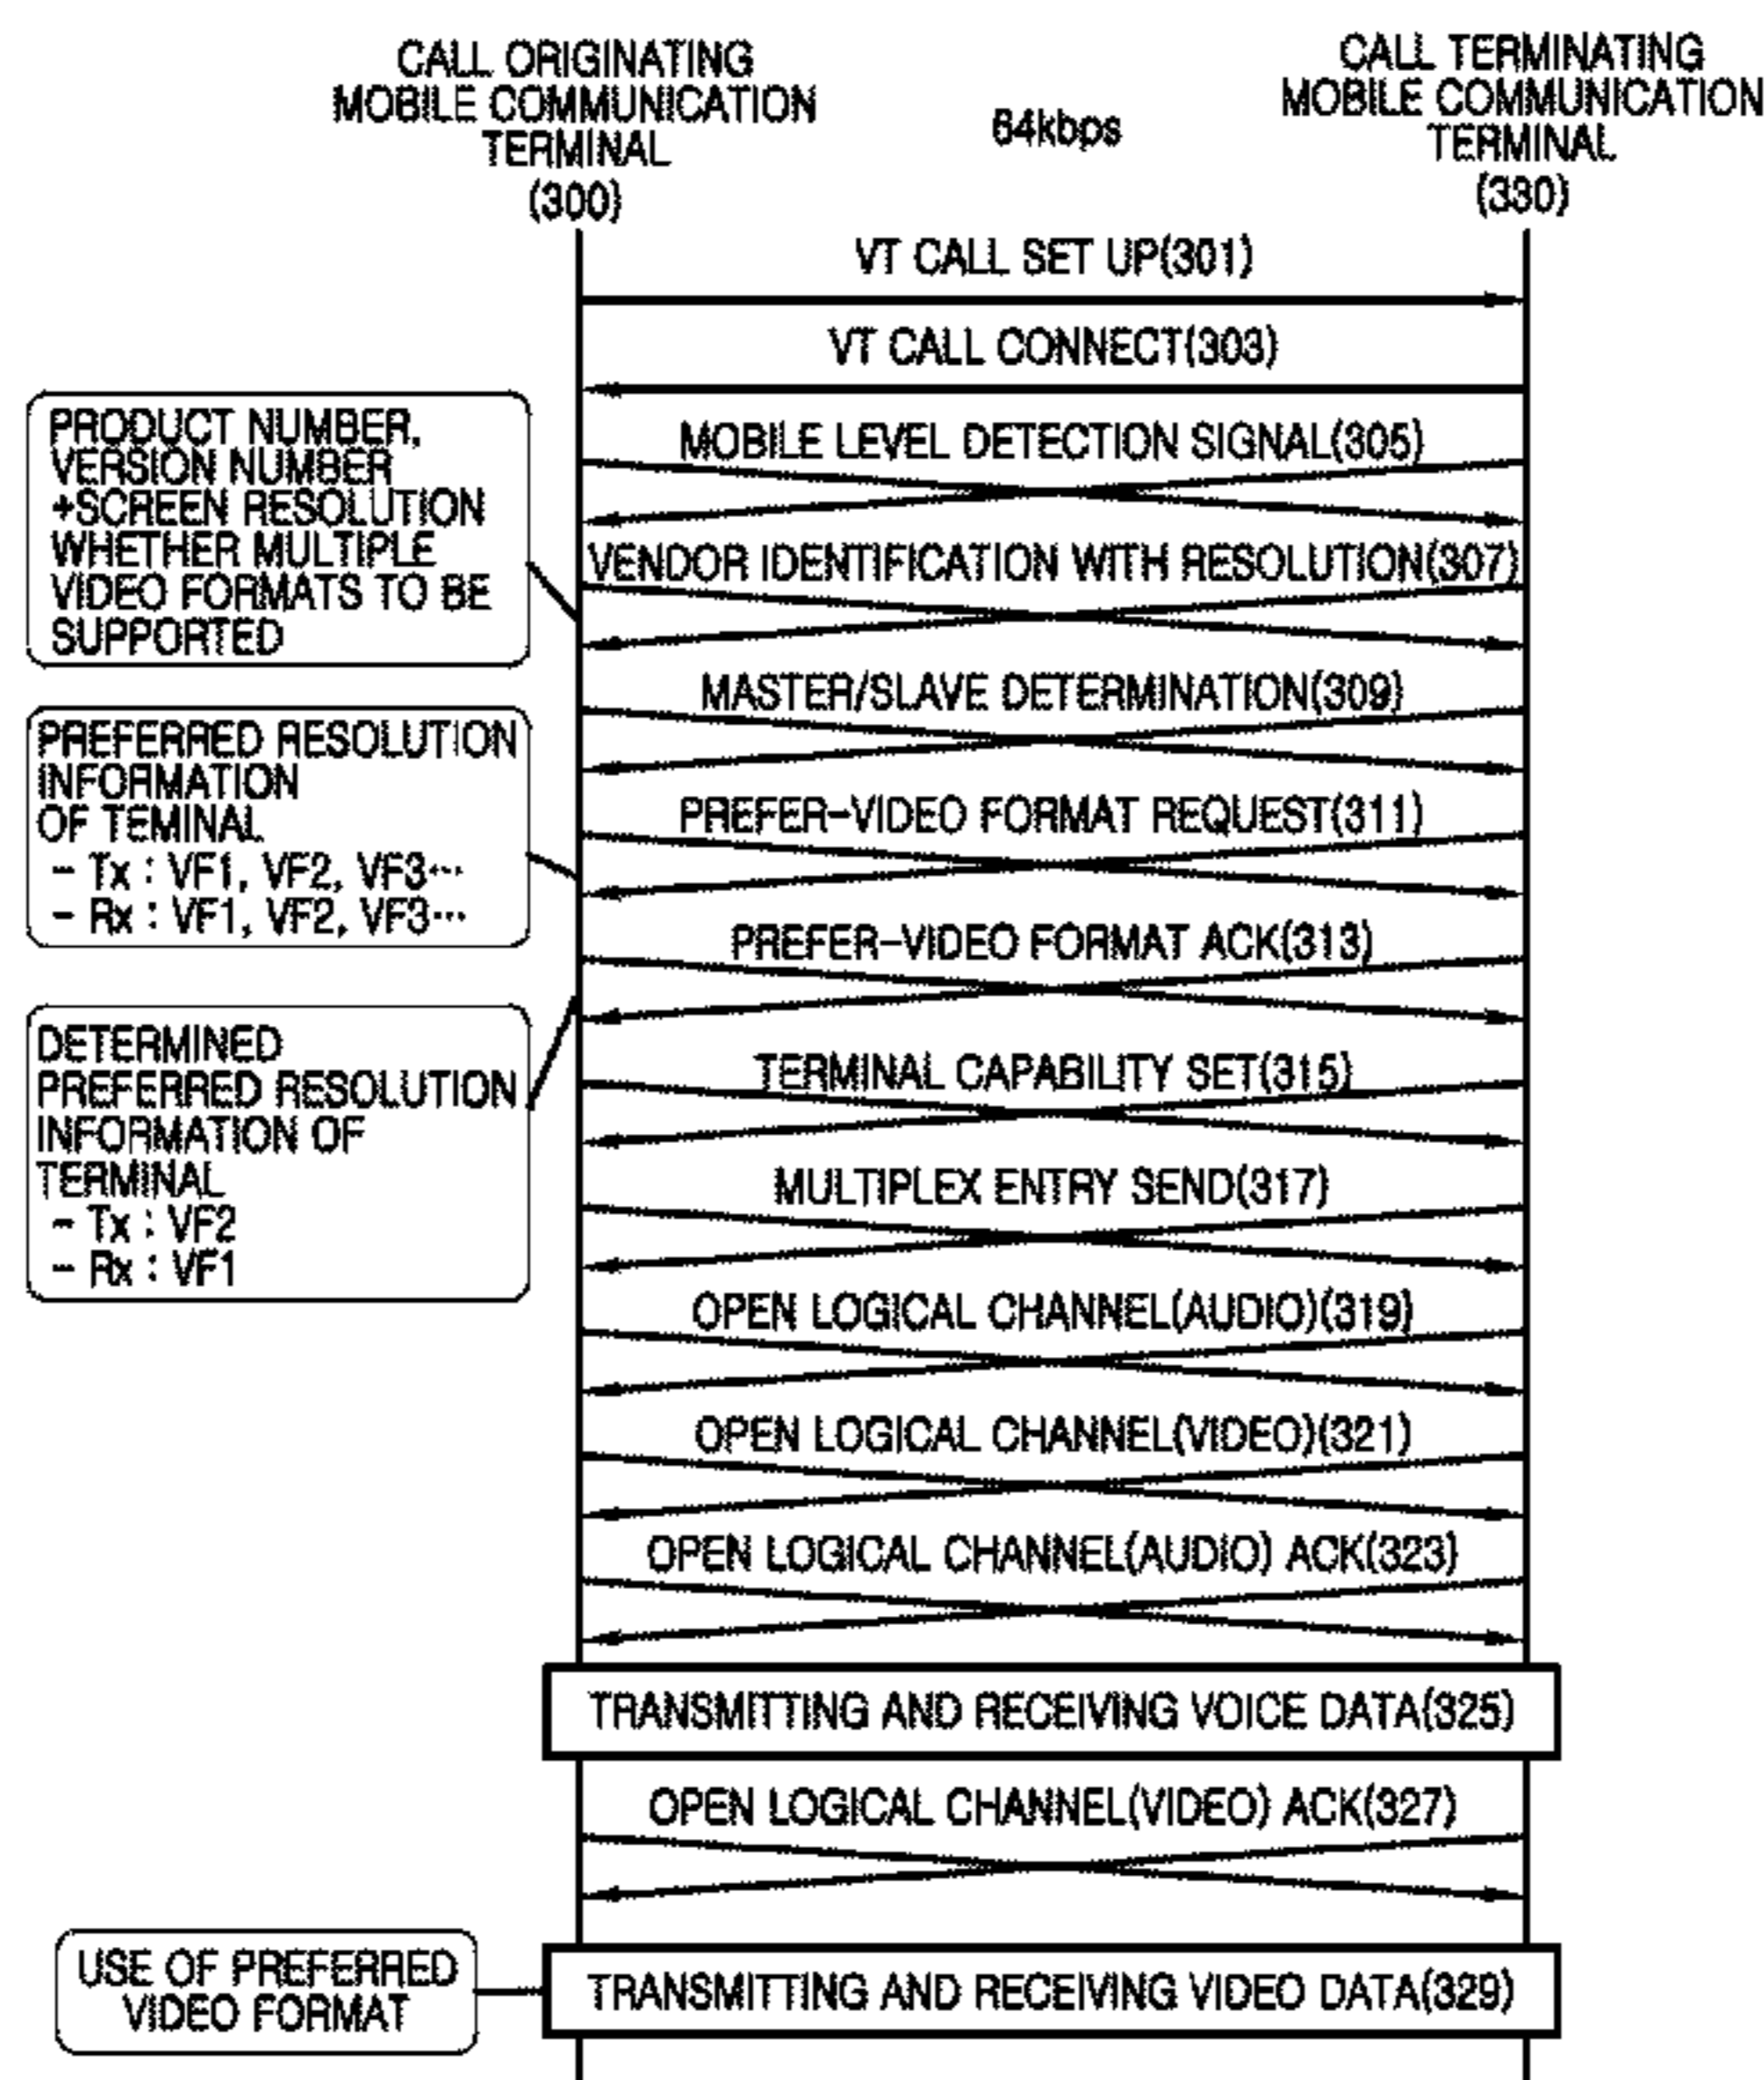 CALL ORIGINATING
MOBILE COMMUNICATION
TERMINAL
(300)
64kbps
CALL TERMINATING
MOBILE COMMUNICATION
TERMINAL
(330)
VT CALL SET UP(301)
VT CALL CONNECT(303)
PRODUCT NUMBER,
VERSION NUMBER
+SCREEN RESOLUTION
WHETHER MULTIPLE
VIDEO FORMATS TO BE
SUPPORTED
MOBILE LEVEL DETECTION SIGNAL(305)
VENDOR IDENTIFICATION WITH RESOLUTION(307)
MASTER/SLAVE DETERMINATION(309)
PREFERRED RESOLUTION
INFORMATION
OF TEMINAL
- Tx : VF1, VF2, VF3⋯
- Rx : VF1, VF2, VF3⋯
PREFER-VIDEO FORMAT REQUEST(311)
PREFER-VIDEO FORMAT ACK(313)
DETERMINED
PREFERRED RESOLUTION
INFORMATION OF
TERMINAL
- Tx : VF2
- Rx : VF1
TERMINAL CAPABILITY SET(315)
MULTIPLEX ENTRY SEND(317)
OPEN LOGICAL CHANNEL(AUDIO)(319)
OPEN LOGICAL CHANNEL(VIDEO)(321)
OPEN LOGICAL CHANNEL(AUDIO) ACK(323)
TRANSMITTING AND RECEIVING VOICE DATA(325)
OPEN LOGICAL CHANNEL(VIDEO) ACK(327)
USE OF PREFERRED
VIDEO FORMAT
TRANSMITTING AND RECEIVING VIDEO DATA(329)